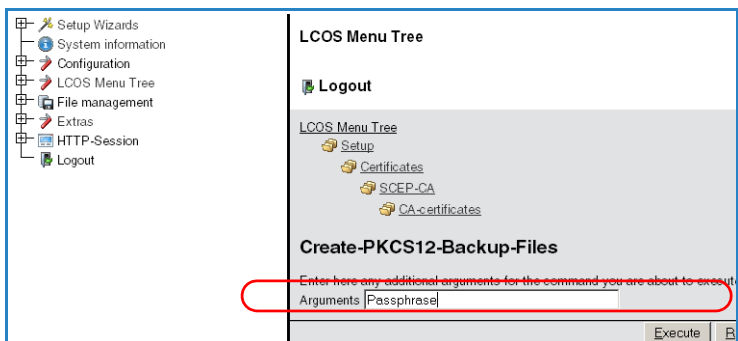 Setup Wizards
System information
Configuration
LCOS Menu Tree
File management
Extras
HTTP-Session
Logout
LCOS Menu Tree
Logout
LCOS Menu Tree
Setup
Certificates
SCEP-CA
CA-certificates
Create-PKCS12-Backup-Files
Enter here any additional arguments for the command you are about to execut
Arguments Passphrase
Execute R